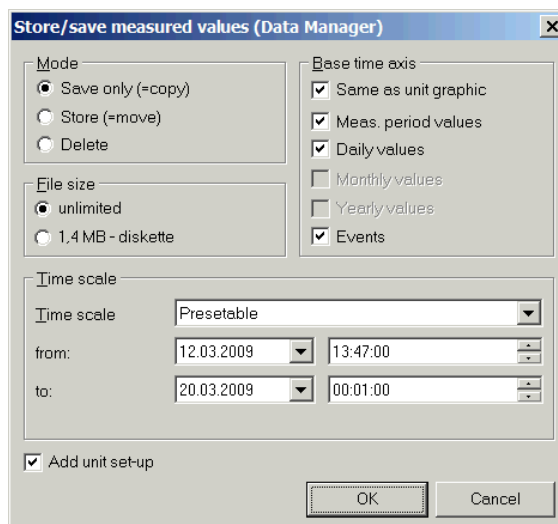 Store/save measured values (Data Manager)
Mode
Save only (=copy)
Store (=move)
Delete
File size
unlimited
1,4 MB - diskette
Base time axis
Same as unit graphic
Meas. period values
Daily values
Monthly values
Yearly values
Events
Time scale
Time scale
Presetable
from:
12.03.2009
13:47:00
to:
20.03.2009
00:01:00
Add unit set-up
OK
Cancel